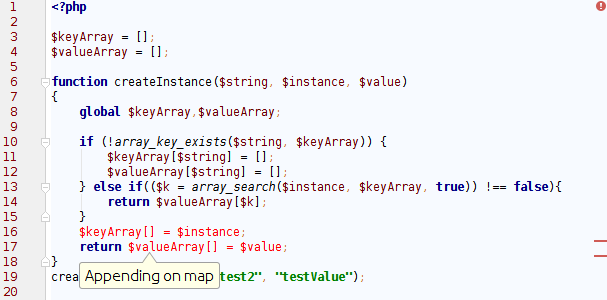 1 <?php
2
3 $keyArray = [];
4 $valueArray = [];
5
6 function createInstance($string, $instance, $value)
7 {
8 global $keyArray,$valueArray;
9
10 if (!array_key_exists($string, $keyArray)) {
11 $keyArray[$string] = [];
12 $valueArray[$string] = [];
13 } else if(($k = array_search($instance, $keyArray, true)) !== false){
14 return $valueArray[$k];
15 }
16 $keyArray[] = $instance;
17 return $valueArray[] = $value;
18 }
19 crea Appending on map test2", "testValue");
20